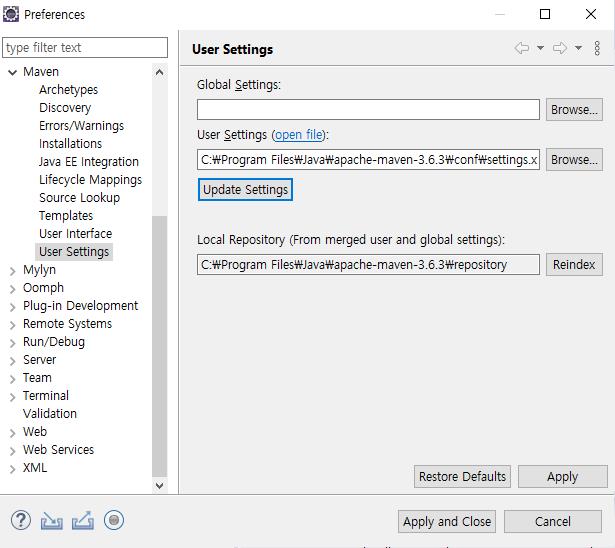 Preferences
type filter text
Maven
Archetypes
Discovery
Errors/Warnings
Installations
Java EE Integration
Lifecycle Mappings
Source Lookup
Templates
User Interface
User Settings
Mylyn
Oomph
Plug-in Development
Remote Systems
Run/Debug
Server
Team
Terminal
Validation
Web
Web Services
XML
User Settings
Global Settings:
Browse...
User Settings (open file):
C:₩Program Files₩Java₩apache-maven-3.6.3₩conf₩settings.x
Browse...
Update Settings
Local Repository (From merged user and global settings):
C:₩Program Files₩Java₩apache-maven-3.6.3₩repository
Reindex
Restore Defaults
Apply
Apply and Close
Cancel